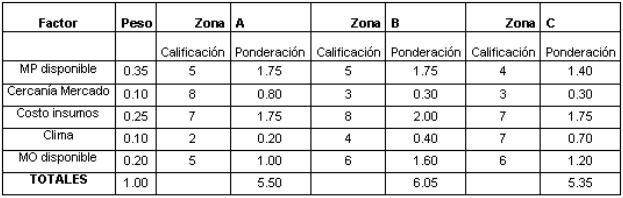 Factor Peso Zona A Zona B Zona C
Calificación Ponderación Calificación Ponderación Calificación Ponderación
MP disponible 0.35 5 1.75 5 1.75 4 1.40
Cercanía Mercado 0.10 8 0.80 3 0.30 3 0.30
Costo insumos 0.25 7 1.75 8 2.00 7 1.75
Clima 0.10 2 0.20 4 0.40 7 0.70
MO disponible 0.20 5 1.00 6 1.60 6 1.20
TOTALES 1.00 5.50 6.05 5.35